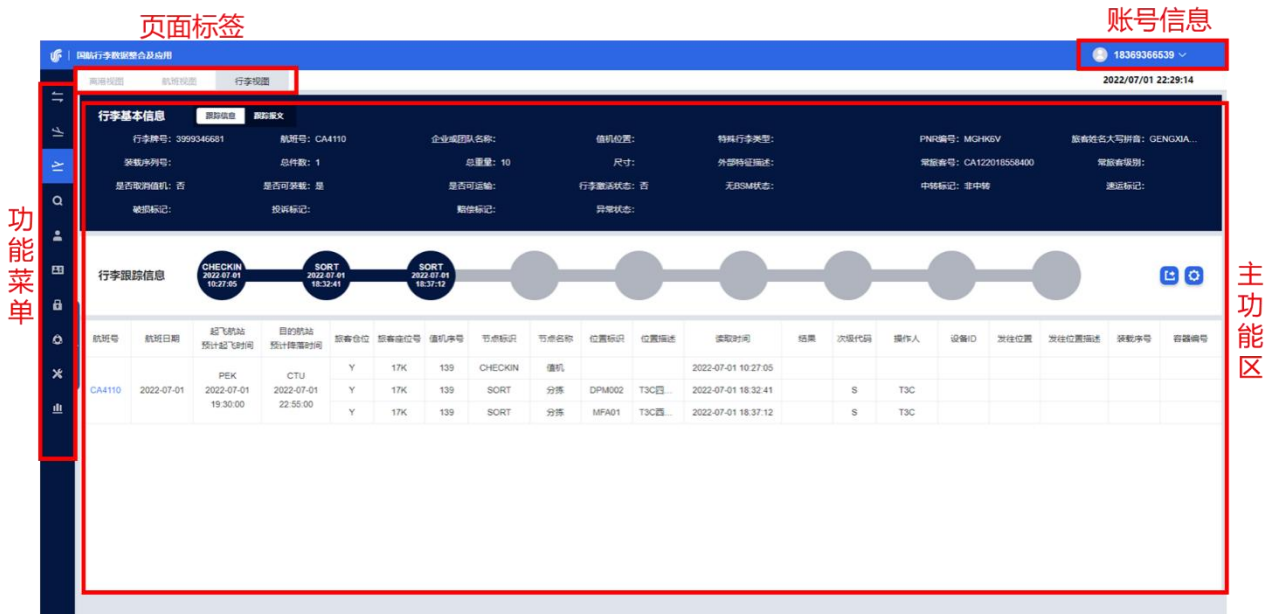 页面标签
账号信息
国航行李数据整合及应用
18369366539
离港视图 航班视图 行李视图
2022/07/01 22:29:14
功能菜单
主功能区
行李基本信息 跟踪信息 跟踪报文
行李牌号: 3999346681 航班号: CA4110 企业或团队名称: 值机位置: 特殊行李类型: PNR编号: MGHK6V 旅客姓名大写拼音: GENGXIA...
装载序列号: 总件数: 1 总重量: 10 尺寸: 外部特征描述: 常旅客号: CA122018558400 常旅客级别:
是否取消值机: 否 是否可装载: 是 是否可运输: 行李激活状态: 否 无BSM状态: 中转标记: 非中转 速运标记:
破损标记: 投诉标记: 赔偿标记: 异常状态:
行李跟踪信息
CHECKIN
2022-07-01
10:27:05
SORT
2022-07-01
18:32:41
SORT
2022-07-01
18:37:12
航班号 航班日期 起飞航站 预计起飞时间 目的航站 预计降落时间 旅客仓位 旅客座位号 值机序号 节点标识 节点名称 位置标识 位置描述 读取时间 结果 次级代码 操作人 设备ID 发往位置 发往位置描述 装载序号 容器编号
CA4110 2022-07-01 PEK 2022-07-01 19:30:00 CTU 2022-07-01 22:55:00
Y 17K 139 CHECKIN 值机 2022-07-01 10:27:05
Y 17K 139 SORT 分拣 DPM002 T3C四... 2022-07-01 18:32:41 S T3C
Y 17K 139 SORT 分拣 MFA01 T3C西... 2022-07-01 18:37:12 S T3C